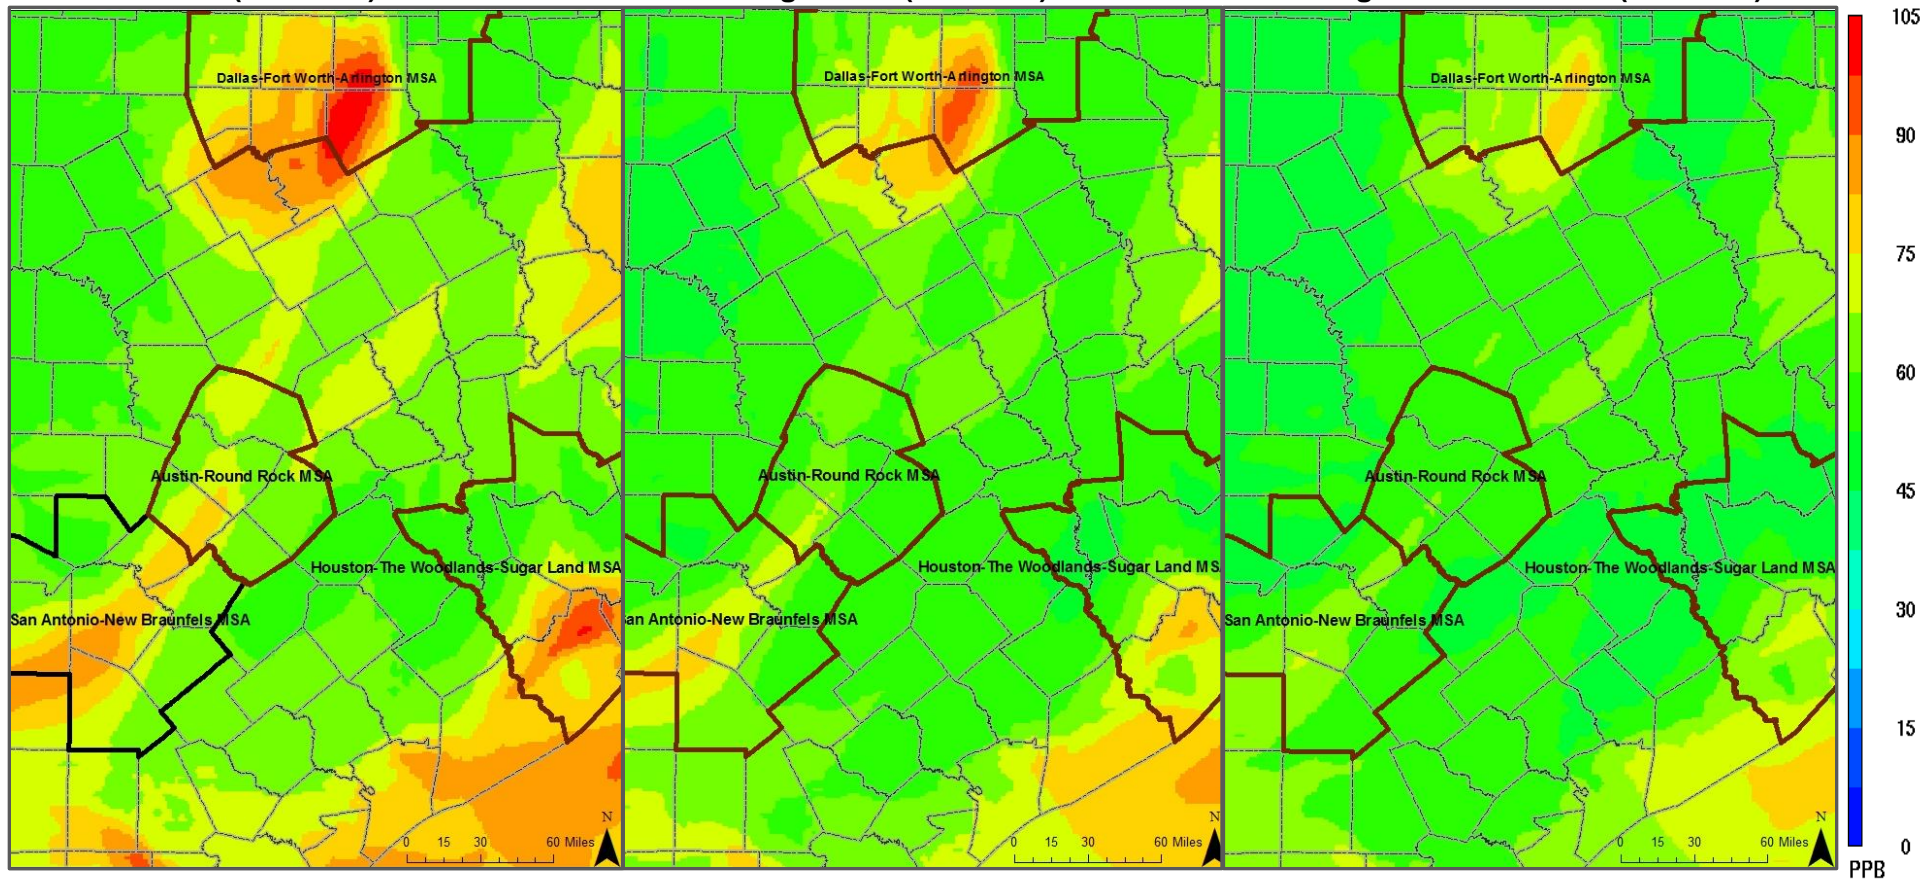 Dallas-Fort Worth-Arlington MSA
Austin-Round Rock MSA
Houston-The Woodlands-Sugar Land MSA
San Antonio-New Braunfels MSA
N
0 15 30 60 Miles
Dallas-Fort Worth-Arlington MSA
Austin-Round Rock MSA
Houston-The Woodlands-Sugar Land MS
an Antonio-New Braunfels MSA
N
0 15 30 60 Miles
Dallas-Fort Worth-Arlington MSA
Austin-Round Rock MSA
Houston-The Woodlands-Sugar Land MSA
San Antonio-New Braunfels MSA
N
0 15 30 60 Miles
105
90
75
60
45
30
15
0
PPB